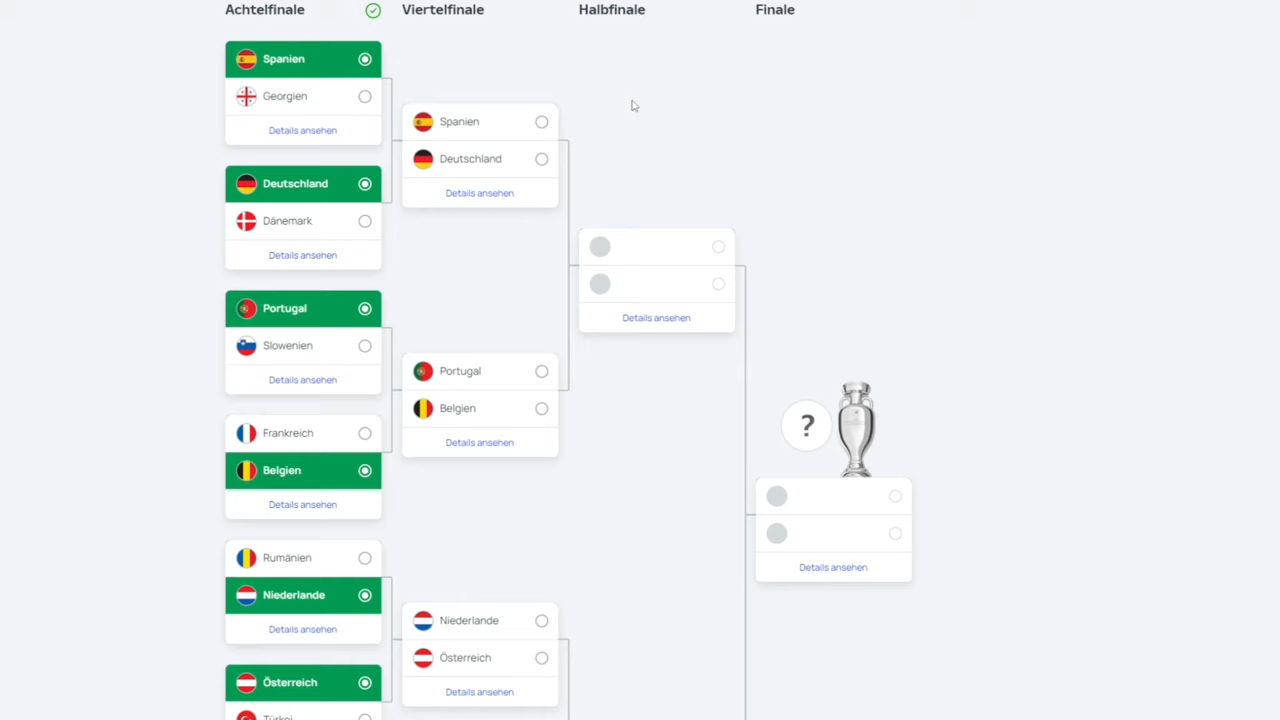 Achtelfinale
Viertelfinale
Halbfinale
Finale
Spanien
Georgien
Details ansehen
Deutschland
Dänemark
Details ansehen
Portugal
Slowenien
Details ansehen
Frankreich
Belgien
Details ansehen
Rumänien
Niederlande
Details ansehen
Österreich
Türkei
Spanien
Deutschland
Details ansehen
Portugal
Belgien
Details ansehen
Niederlande
Österreich
Details ansehen
Details ansehen
?
Details ansehen